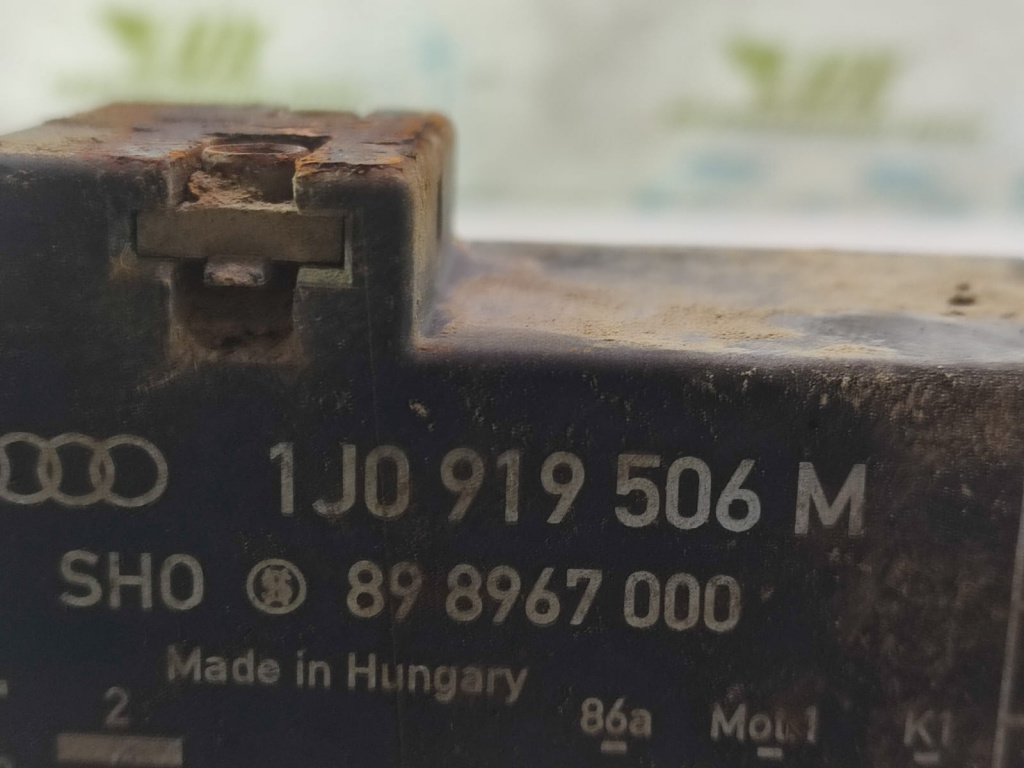 1J0 919 506 M
SHO 89 8967 000
Made in Hungary
2
86a Mot.1 K1